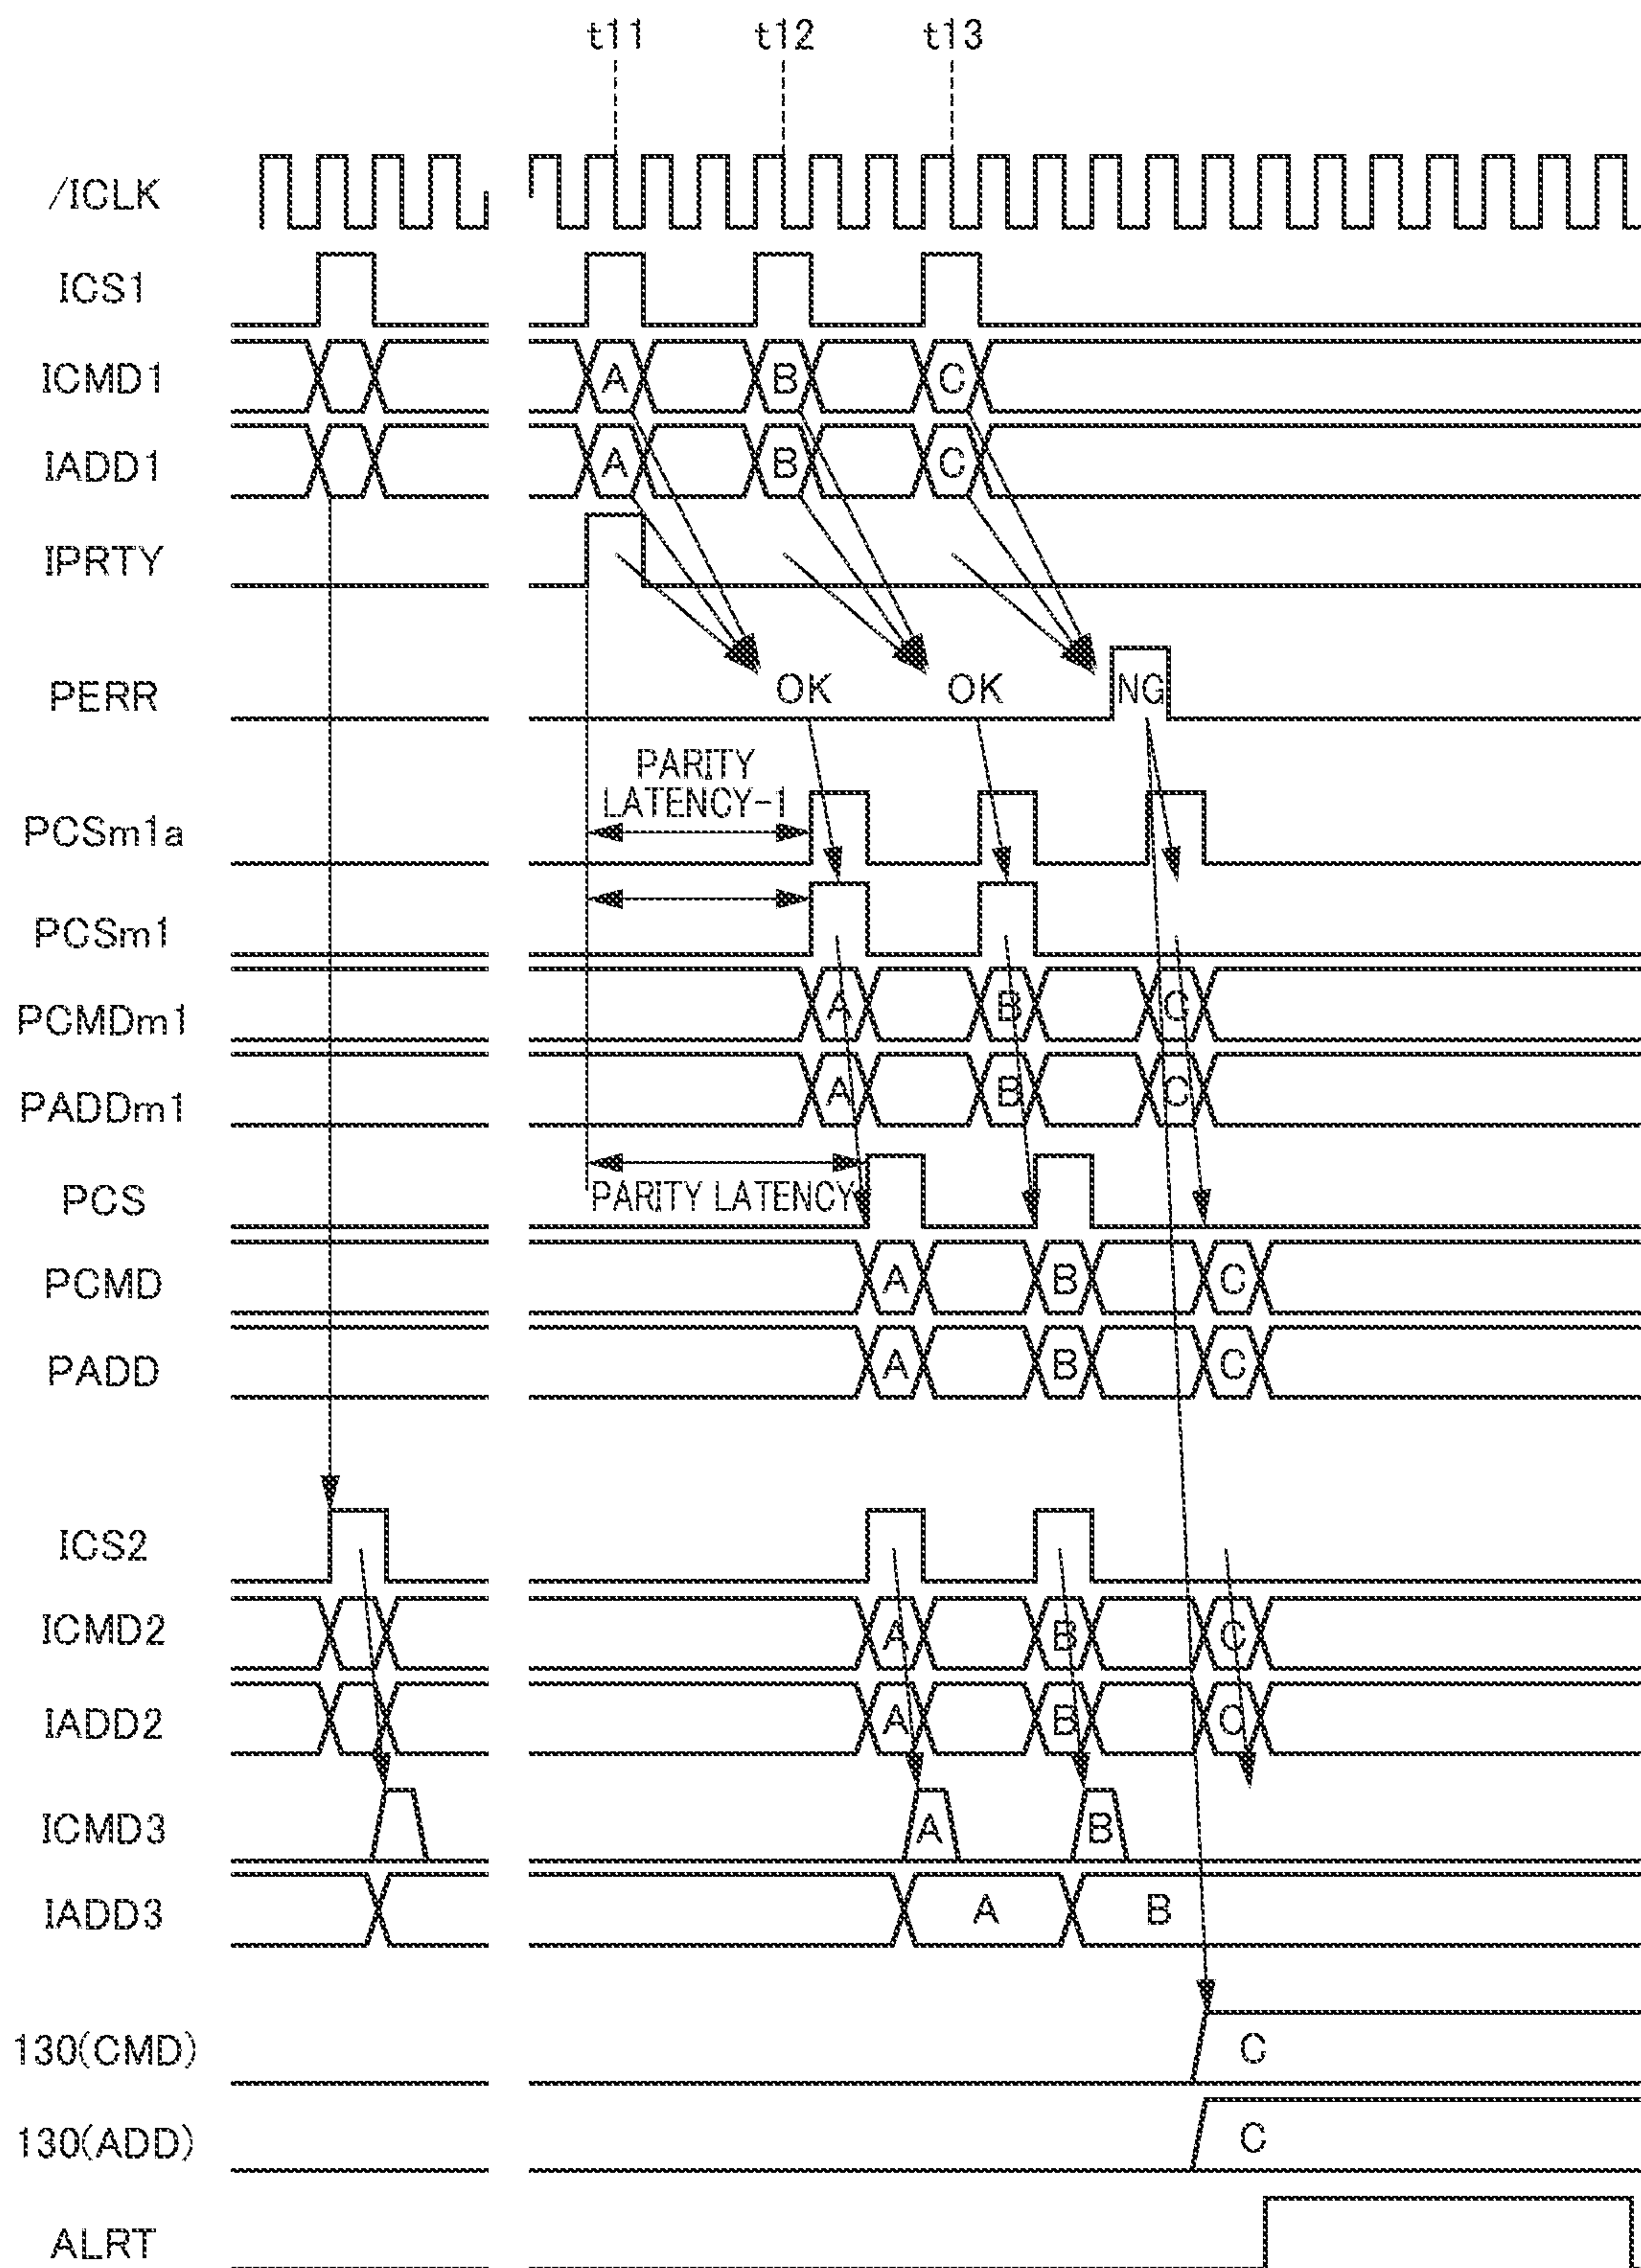 t11 t12 t13
/ICLK
ICS1
ICMD1 A B C
IADD1 A B C
IPRTY
PERR OK OK NG
PARITY
LATENCY-1
PCSm1a
PCSm1
PCMDm1 A B C
PADDm1 A B C
PCS PARITY LATENCY
PCMD A B C
PADD A B C
ICS2
ICMD2 A B C
IADD2 A B C
ICMD3 A B
IADD3 A B
130(CMD) C
130(ADD) C
ALRT